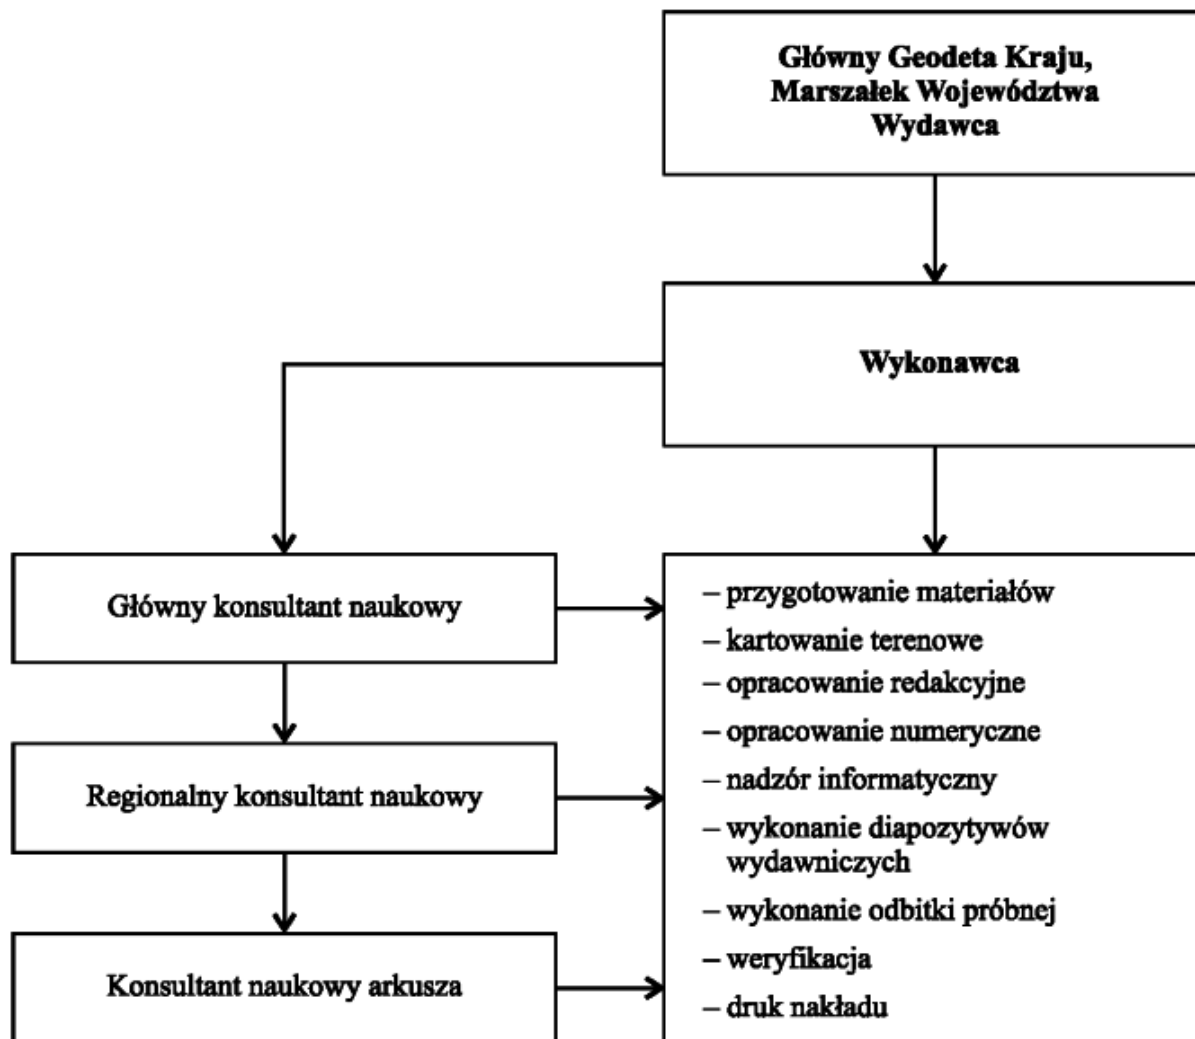 Główny Geodeta Kraju,
Marszałek Województwa
Wydawca
Wykonawca
Główny konsultant naukowy
Regionalny konsultant naukowy
Konsultant naukowy arkusza
– przygotowanie materiałów
– kartowanie terenowe
– opracowanie redakcyjne
– opracowanie numeryczne
– nadzór informatyczny
– wykonanie diapozytywów
wydawniczych
– wykonanie odbitki próbnej
– weryfikacja
– druk nakładu